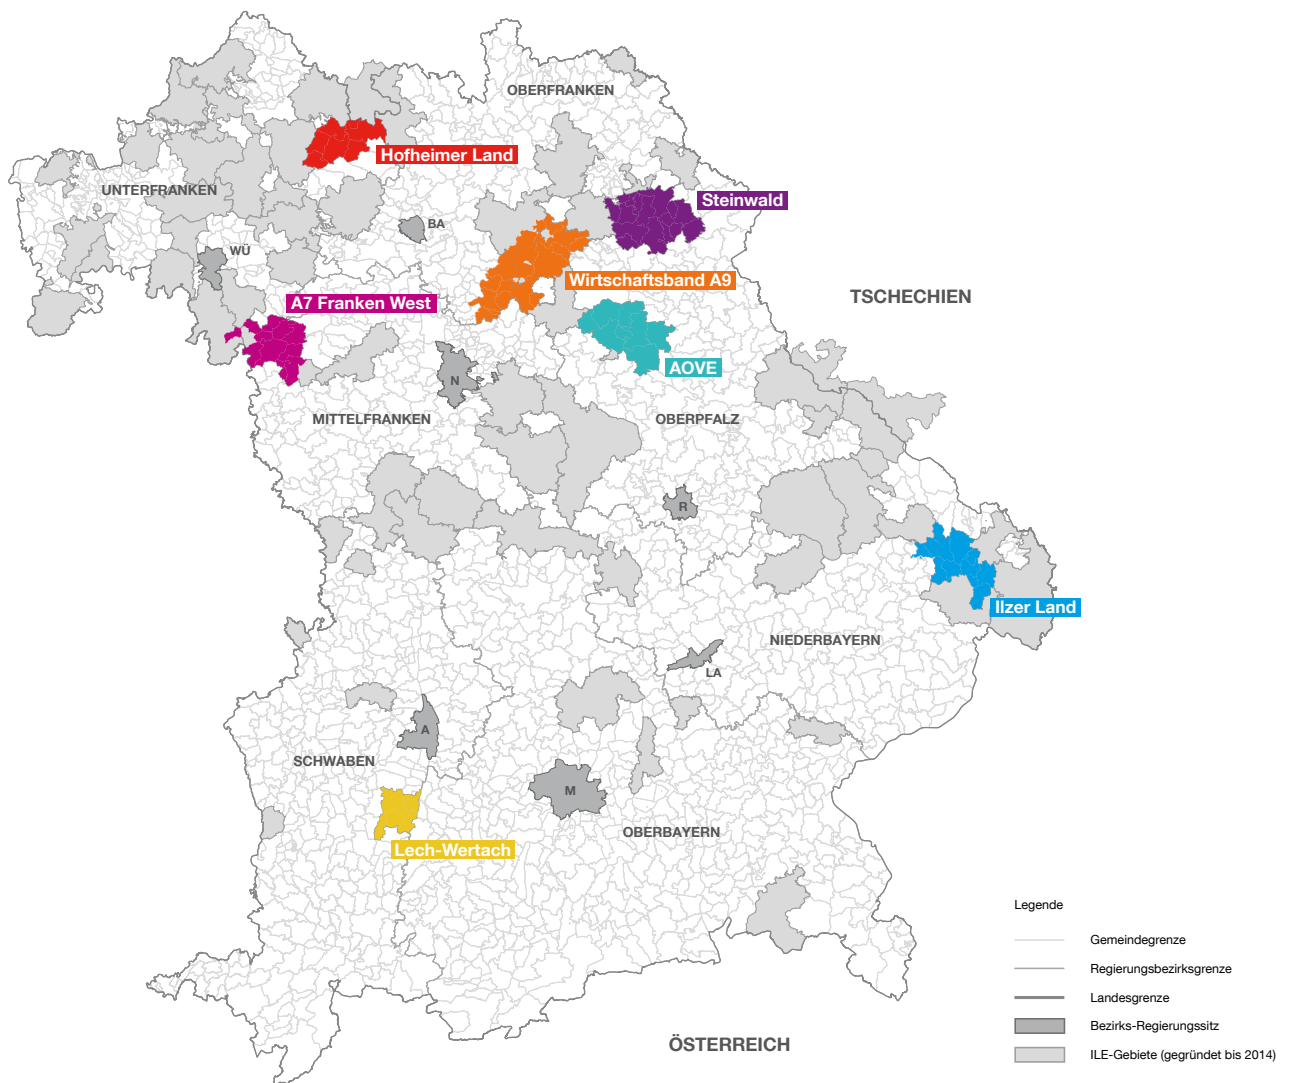 OBERFRANKEN
Hofheimer Land
UNTERFRANKEN
Steinwald
BA
WÜ
Wirtschaftsband A9
TSCHECHIEN
A7 Franken West
AOVE
N
MITTELFRANKEN
OBERPFALZ
R
Ilzer Land
NIEDERBAYERN
LA
A
SCHWABEN
M
OBERBAYERN
Lech-Wertach
Legende
Gemeindegrenze
Regierungsbezirksgrenze
Landesgrenze
Bezirks-Regierungssitz
ILE-Gebiete (gegründet bis 2014)
ÖSTERREICH